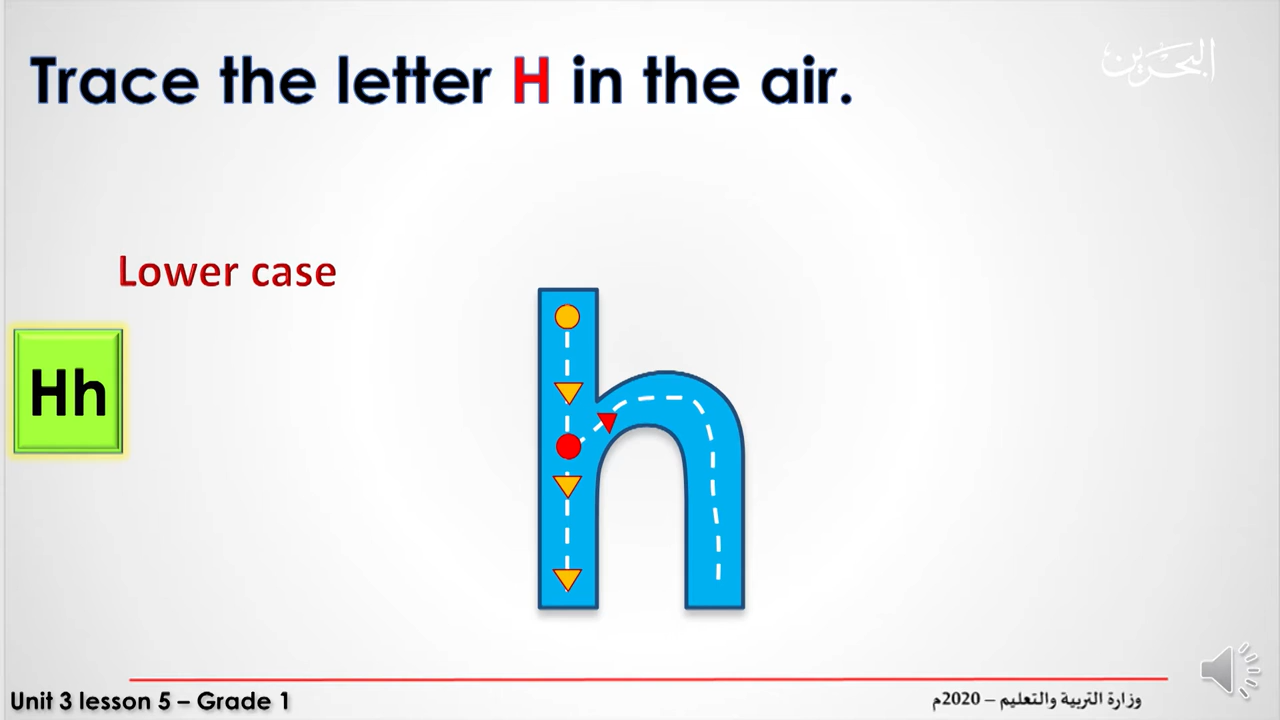 Trace the letter H in the air.
البحرين
Lower case
Hh
h
Unit 3 lesson 5 – Grade 1
وزارة التربية والتعليم – 2020م